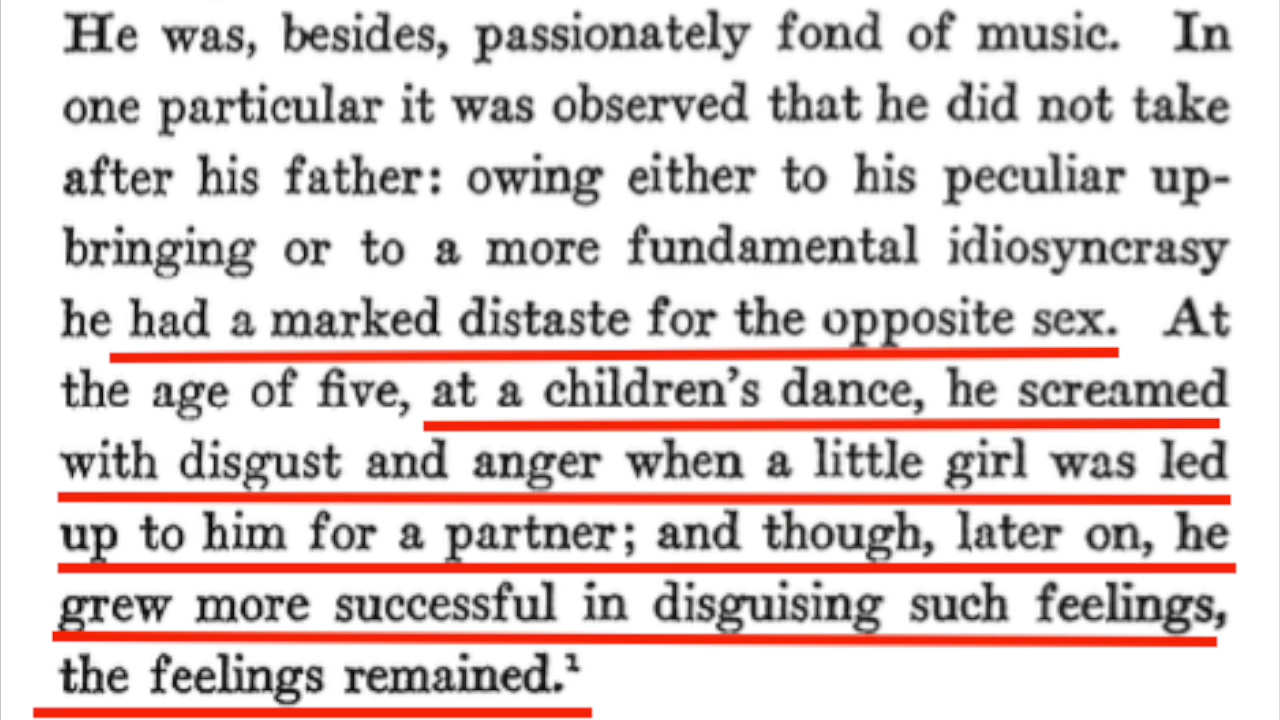 He was, besides, passionately fond of music. In
one particular it was observed that he did not take
after his father: owing either to his peculiar up-
bringing or to a more fundamental idiosyncrasy
he had a marked distaste for the opposite sex. At
the age of five, at a children’s dance, he screamed
with disgust and anger when a little girl was led
up to him for a partner; and though, later on, he
grew more successful in disguising such feelings,
the feelings remained.¹